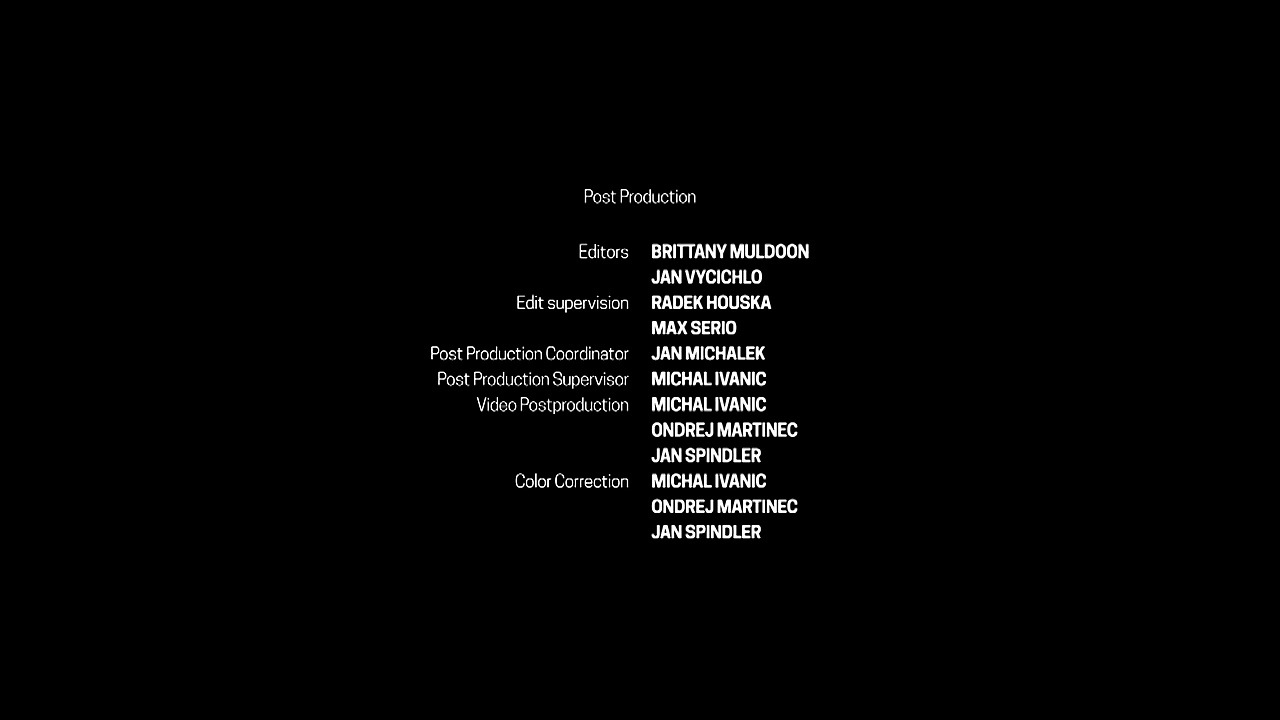 Post Production
Editors BRITTANY MULDOON
JAN VYCICHLO
Edit supervision RADEK HOUSKA
MAX SERIO
Post Production Coordinator JAN MICHALEK
Post Production Supervisor MICHAL IVANIC
Video Postproduction MICHAL IVANIC
ONDREJ MARTINEC
JAN SPINDLER
Color Correction MICHAL IVANIC
ONDREJ MARTINEC
JAN SPINDLER